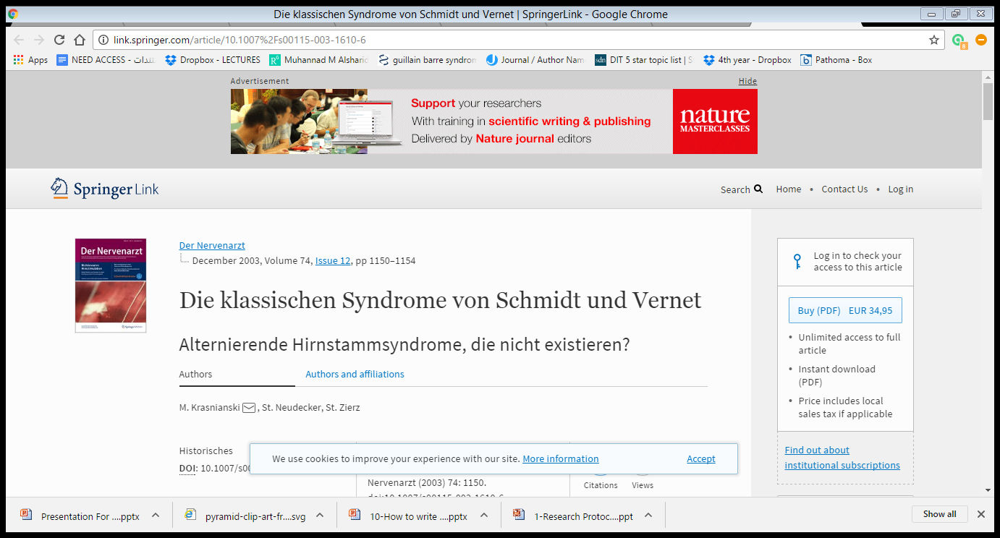 Die klassischen Syndrome von Schmidt und Vernet | SpringerLink - Google Chrome
link.springer.com/article/10.1007%2Fs00115-003-1610-6
Apps NEED ACCESS - Dropbox - LECTURES Muhannad M Alshari guillain barre syndrom Journal / Author Nam DIT 5 star topic list | S 4th year - Dropbox Pathoma - Box
Advertisement Hide
Support your researchers
With training in scientific writing & publishing
Delivered by Nature journal editors
nature
MASTERCLASSES
Springer Link
Search Home • Contact Us • Log in
Der Nervenarzt
Der Nervenarzt
December 2003, Volume 74, Issue 12, pp 1150–1154
Die klassischen Syndrome von Schmidt und Vernet
Alternierende Hirnstammsyndrome, die nicht existieren?
Authors Authors and affiliations
M. Krasnianski , St. Neudecker, St. Zierz
Historisches
DOI: 10.1007/s0
Nervenarzt (2003) 74: 1150.
doi:10.1007/s00115-003-1610-6
Citations Views
We use cookies to improve your experience with our site. More information Accept
Log in to check your
access to this article
Buy (PDF) EUR 34,95
• Unlimited access to full
article
• Instant download
(PDF)
• Price includes local
sales tax if applicable
Find out about
institutional subscriptions
Presentation For ....pptx pyramid-clip-art-fr....svg 10-How to write ....pptx 1-Research Protoc....ppt Show all